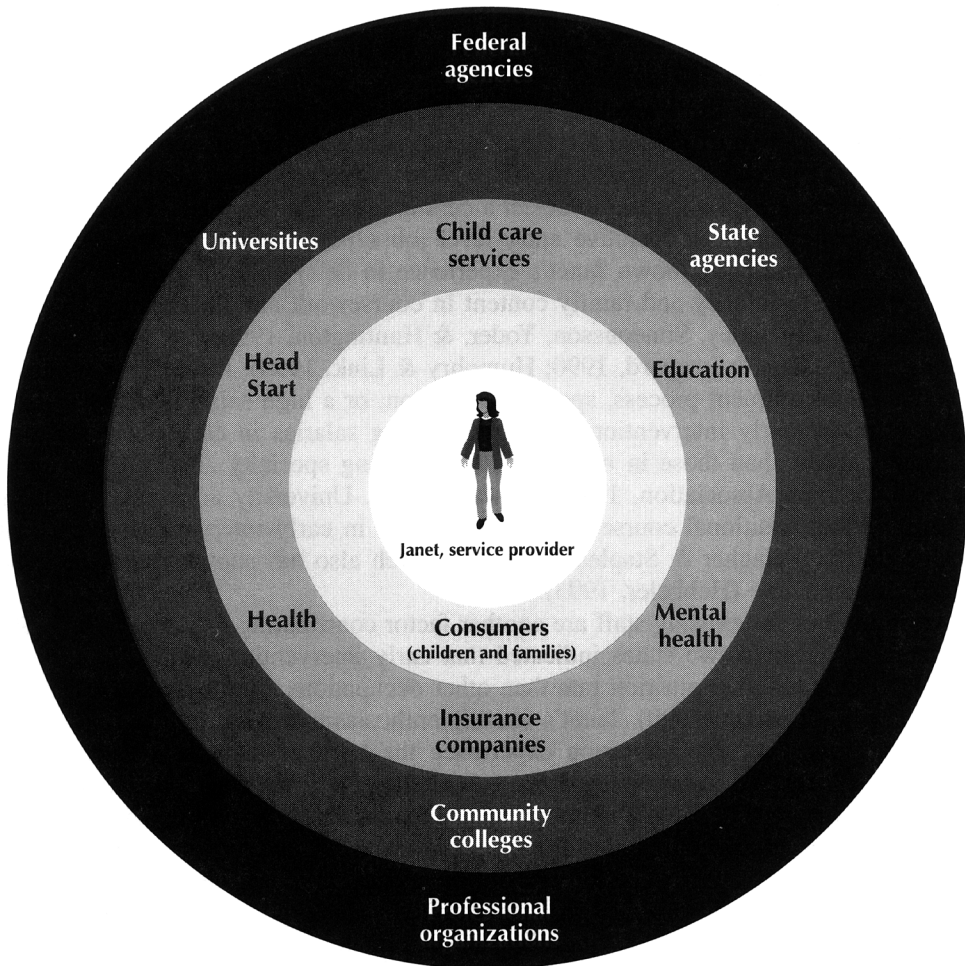 Federal
agencies
Universities
Child care
services
State
agencies
Head
Start
Education
Janet, service provider
Health
Consumers
(children and families)
Mental
health
Insurance
companies
Community
colleges
Professional
organizations